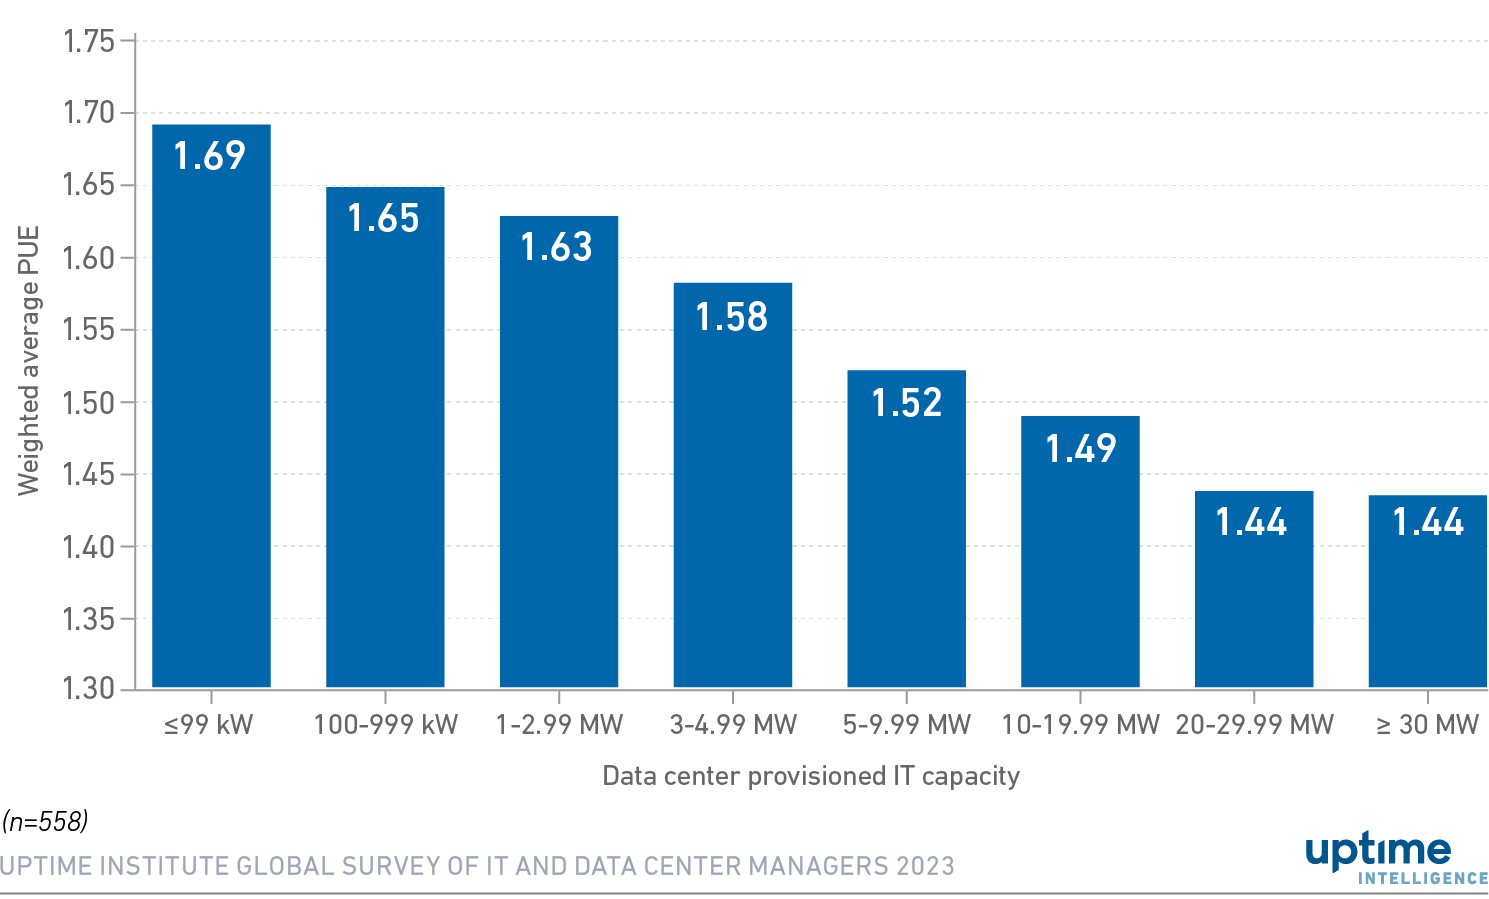 1.75
1.70
1.65
1.60
1.55
1.50
1.45
1.40
1.35
1.30
Weighted average PUE
1.69
1.65
1.63
1.58
1.52
1.49
1.44
1.44
≤99 kW
100-999 kW
1-2.99 MW
3-4.99 MW
5-9.99 MW
10-19.99 MW
20-29.99 MW
≥ 30 MW
Data center provisioned IT capacity
(n=558)
UPTIME INSTITUTE GLOBAL SURVEY OF IT AND DATA CENTER MANAGERS 2023
uptime
INTELLIGENCE